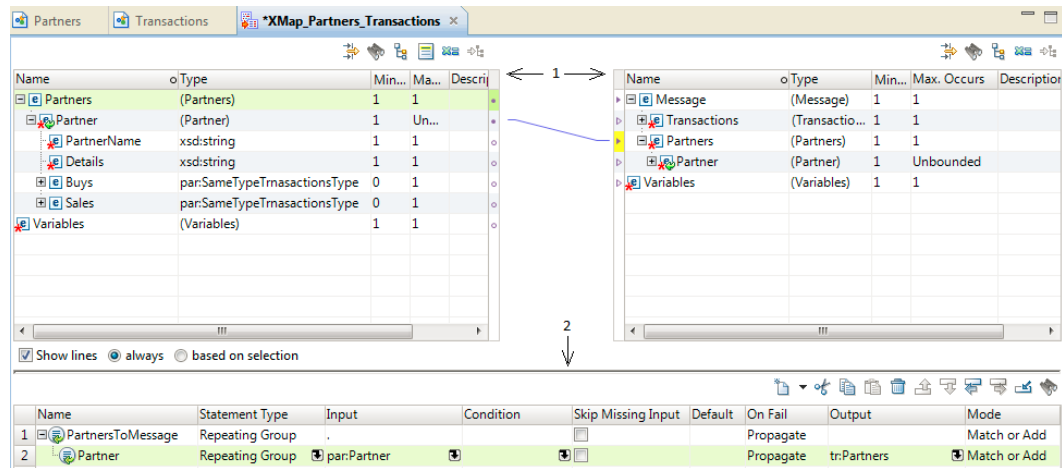 Partners Transactions *XMap_Partners_Transactions
Name Type Min... Ma... Descrip
Partners (Partners) 1 1
Partner (Partner) 1 Un...
PartnerName xsd:string 1 1
Details xsd:string 1 1
Buys par:SameTypeTrnasactionsType 0 1
Sales par:SameTypeTrnasactionsType 0 1
Variables (Variables) 1 1
1
Name Type Min... Max. Occurs Description
Message (Message) 1 1
Transactions (Transactio... 1 1
Partners (Partners) 1 1
Partner (Partner) 1 Unbounded
Variables (Variables) 1 1
Show lines always based on selection
2
Name Statement Type Input Condition Skip Missing Input Default On Fail Output Mode
1 PartnersToMessage Repeating Group . Propagate Match or Add
2 Partner Repeating Group par:Partner Propagate tr:Partners Match or Add